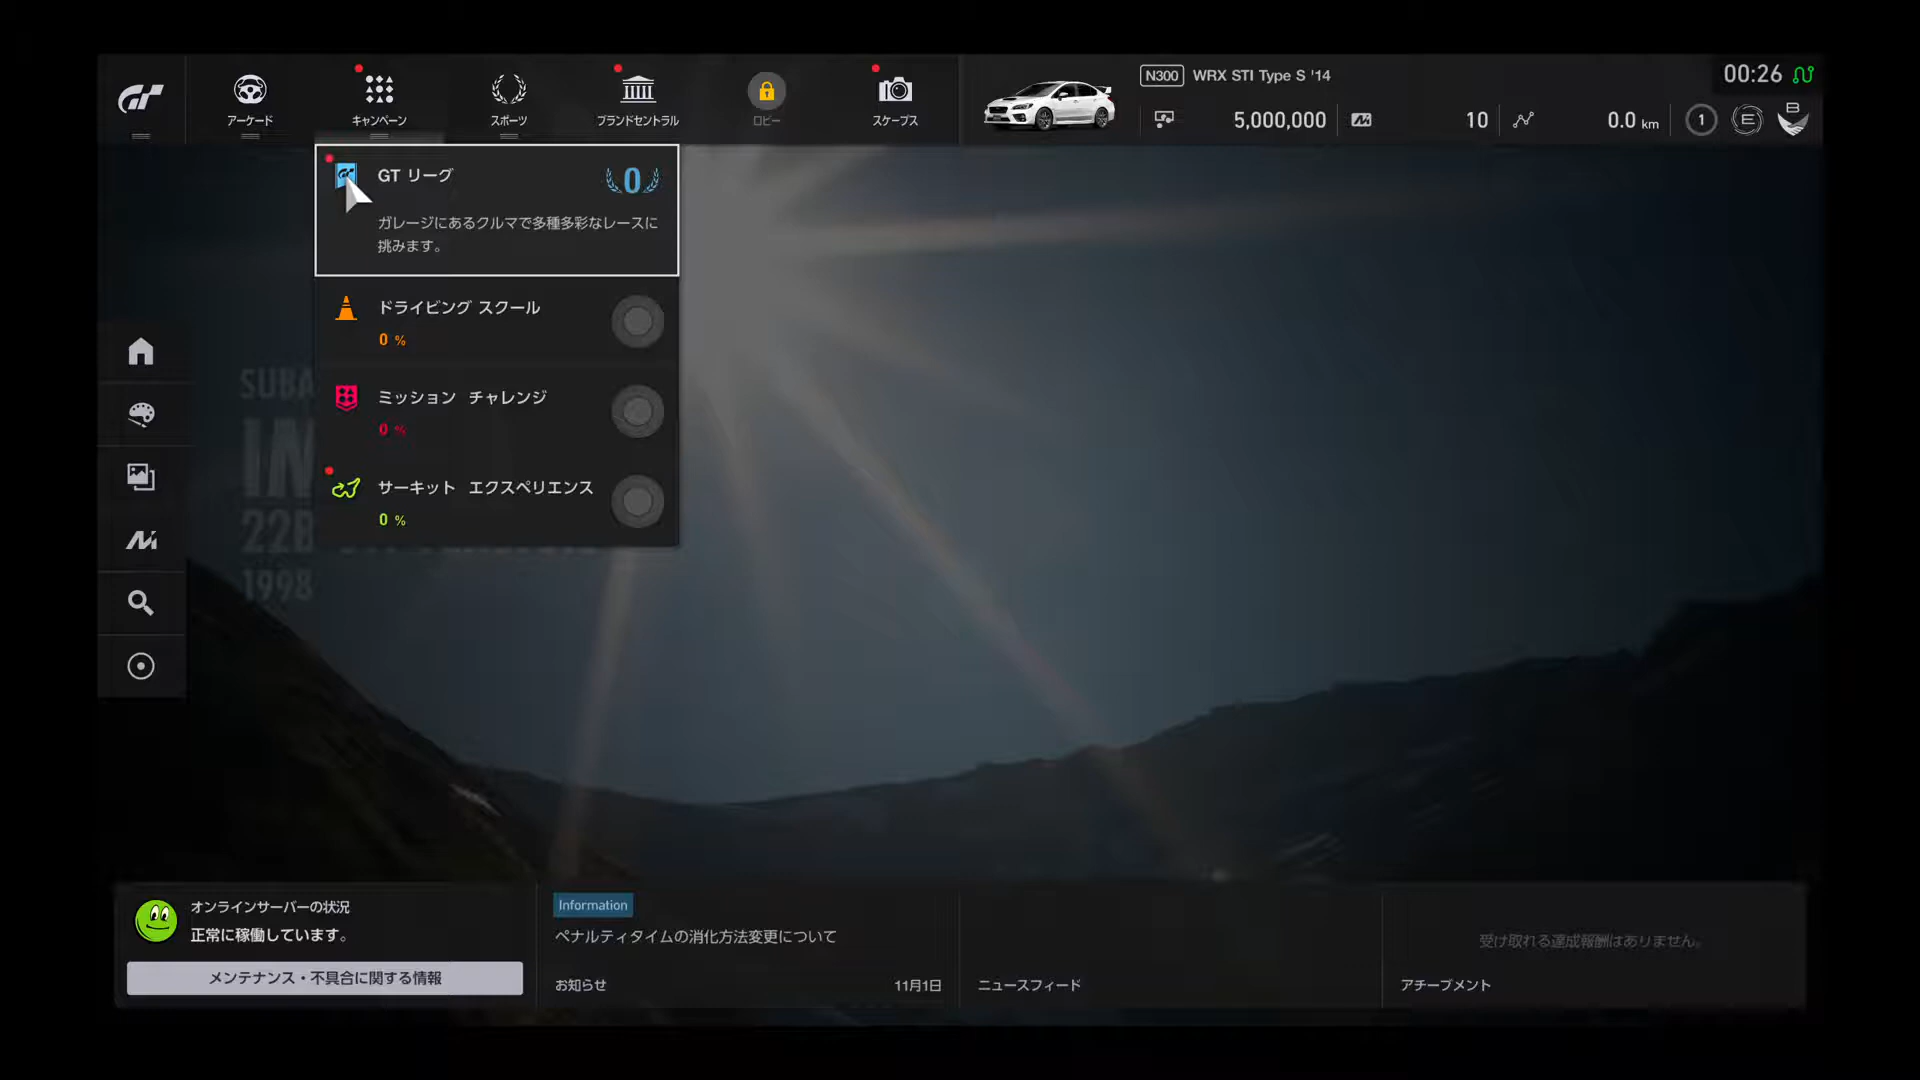 アーケード
キャンペーン
スポーツ
ブランドセントラル
ロビー
スケープス
N300 WRX STI Type S '14
5,000,000
10
0.0 km
1
E
B
00:26
GT リーグ
0
ガレージにあるクルマで多種多彩なレースに
挑みます。
ドライビング スクール
0 %
ミッション チャレンジ
0 %
サーキット エクスペリエンス
0 %
SUBA
IN
22B
1998
オンラインサーバーの状況
正常に稼働しています。
メンテナンス・不具合に関する情報
Information
ペナルティタイムの消化方法変更について
お知らせ
11月1日
ニュースフィード
受け取れる達成報酬はありません。
アチーブメント